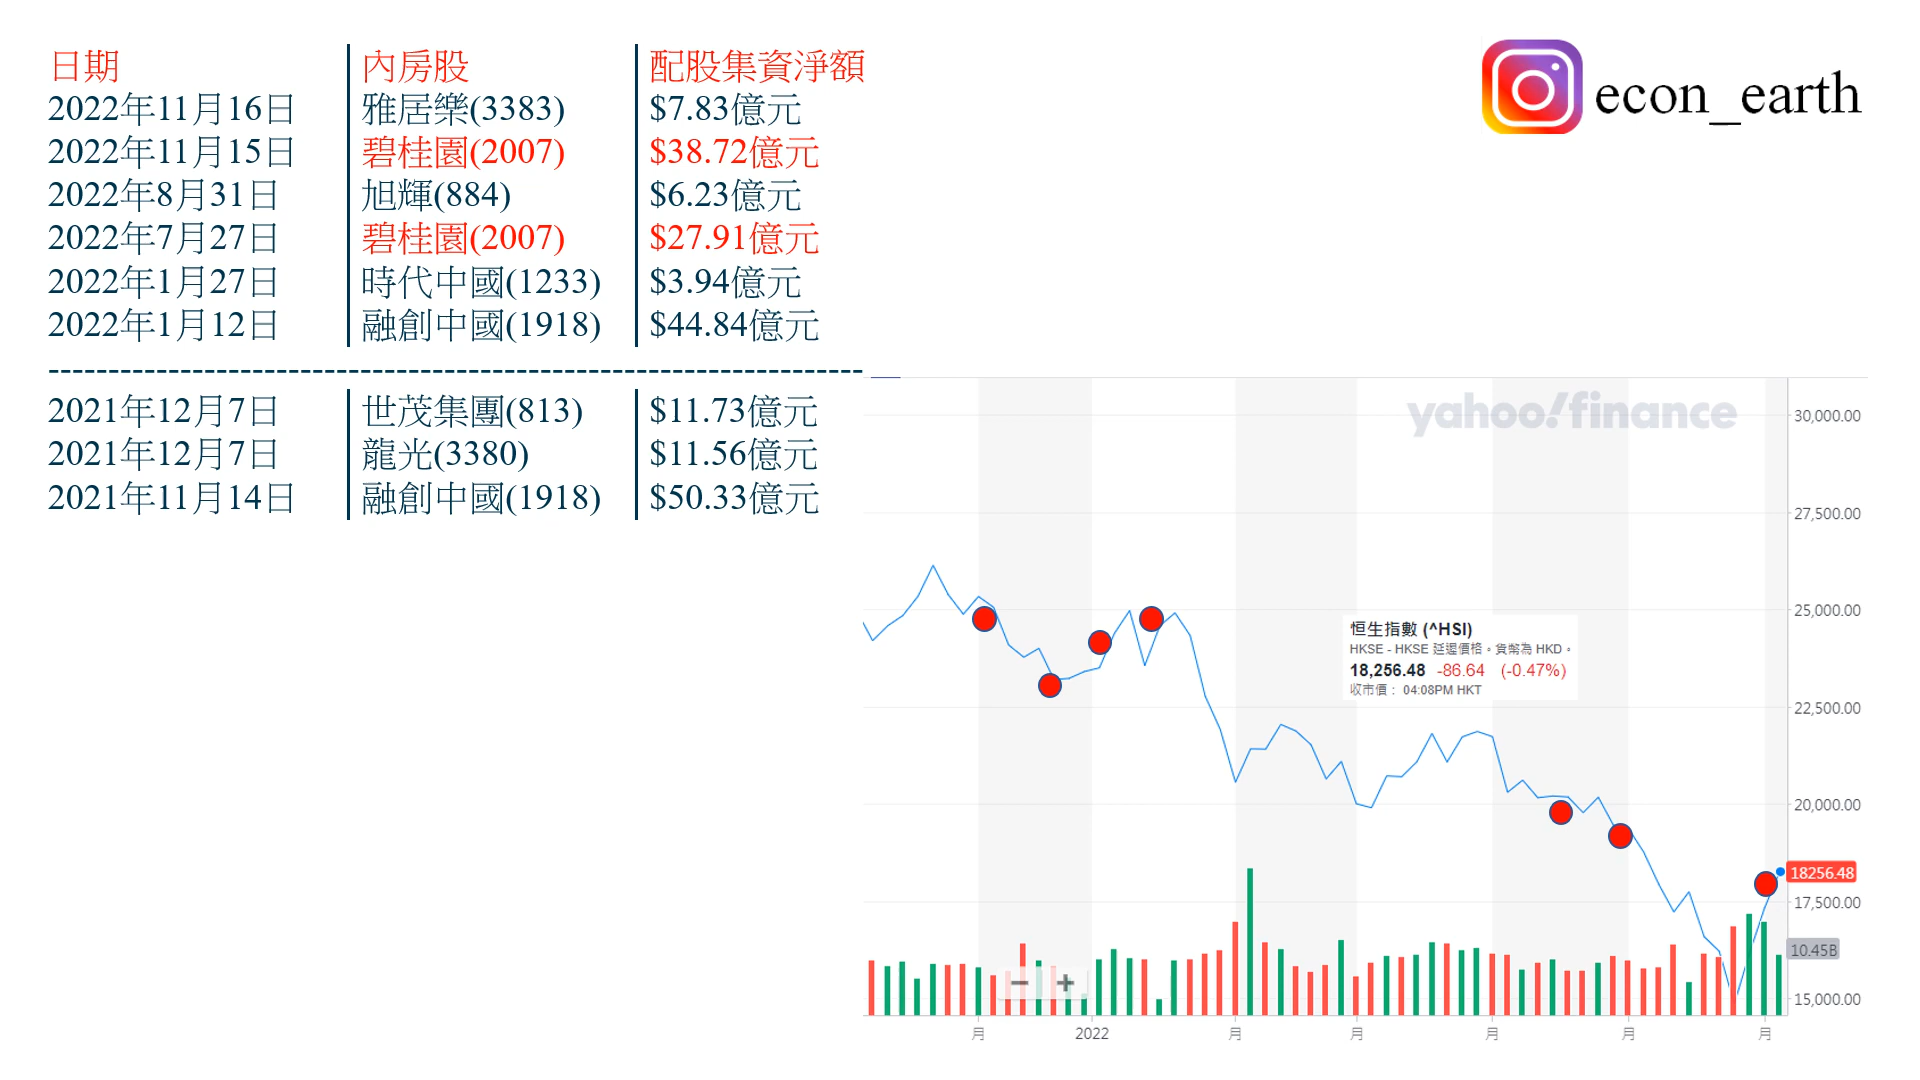 日期 內房股 配股集資淨額
2022年11月16日 雅居樂(3383) $7.83億元
2022年11月15日 碧桂園(2007) $38.72億元
2022年8月31日 旭輝(884) $6.23億元
2022年7月27日 碧桂園(2007) $27.91億元
2022年1月27日 時代中國(1233) $3.94億元
2022年1月12日 融創中國(1918) $44.84億元
2021年12月7日 世茂集團(813) $11.73億元
2021年12月7日 龍光(3380) $11.56億元
2021年11月14日 融創中國(1918) $50.33億元
econ_earth
yahoo!finance
恒生指數 (^HSI)
HKSE - HKSE 延遲價格。貨幣為 HKD。
18,256.48 -86.64 (-0.47%)
收市價： 04:08PM HKT
30,000.00
27,500.00
25,000.00
22,500.00
20,000.00
18256.48
17,500.00
10.45B
15,000.00
月 2022 月 月 月 月 月